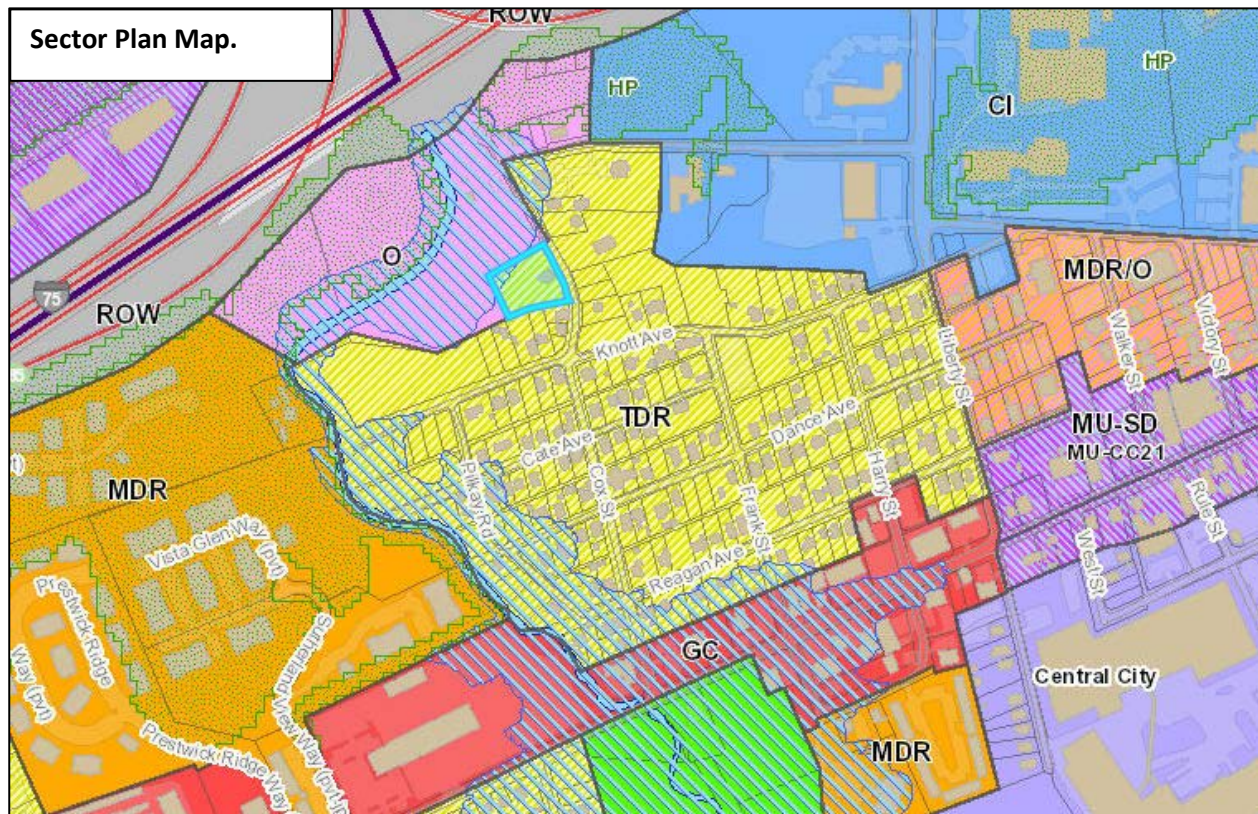 Sector Plan Map.
ROW
HP
HP
CI
O
75
ROW
MDR/O
Knott Ave
Liberty St
Walker St
Victory St
TDR
Dance Ave
MU-SD
MU-CC21
Cate Ave
Harry St
MDR
Pilkay Rd
Cox St
Frank St
Rule St
West St
Vista Glen Way (pvt)
Reagan Ave
Prestwick Ridge
Way (pvt)
Sutherland View Way (pvt-JP
GC
Central City
Prestwick Ridge Way
MDR